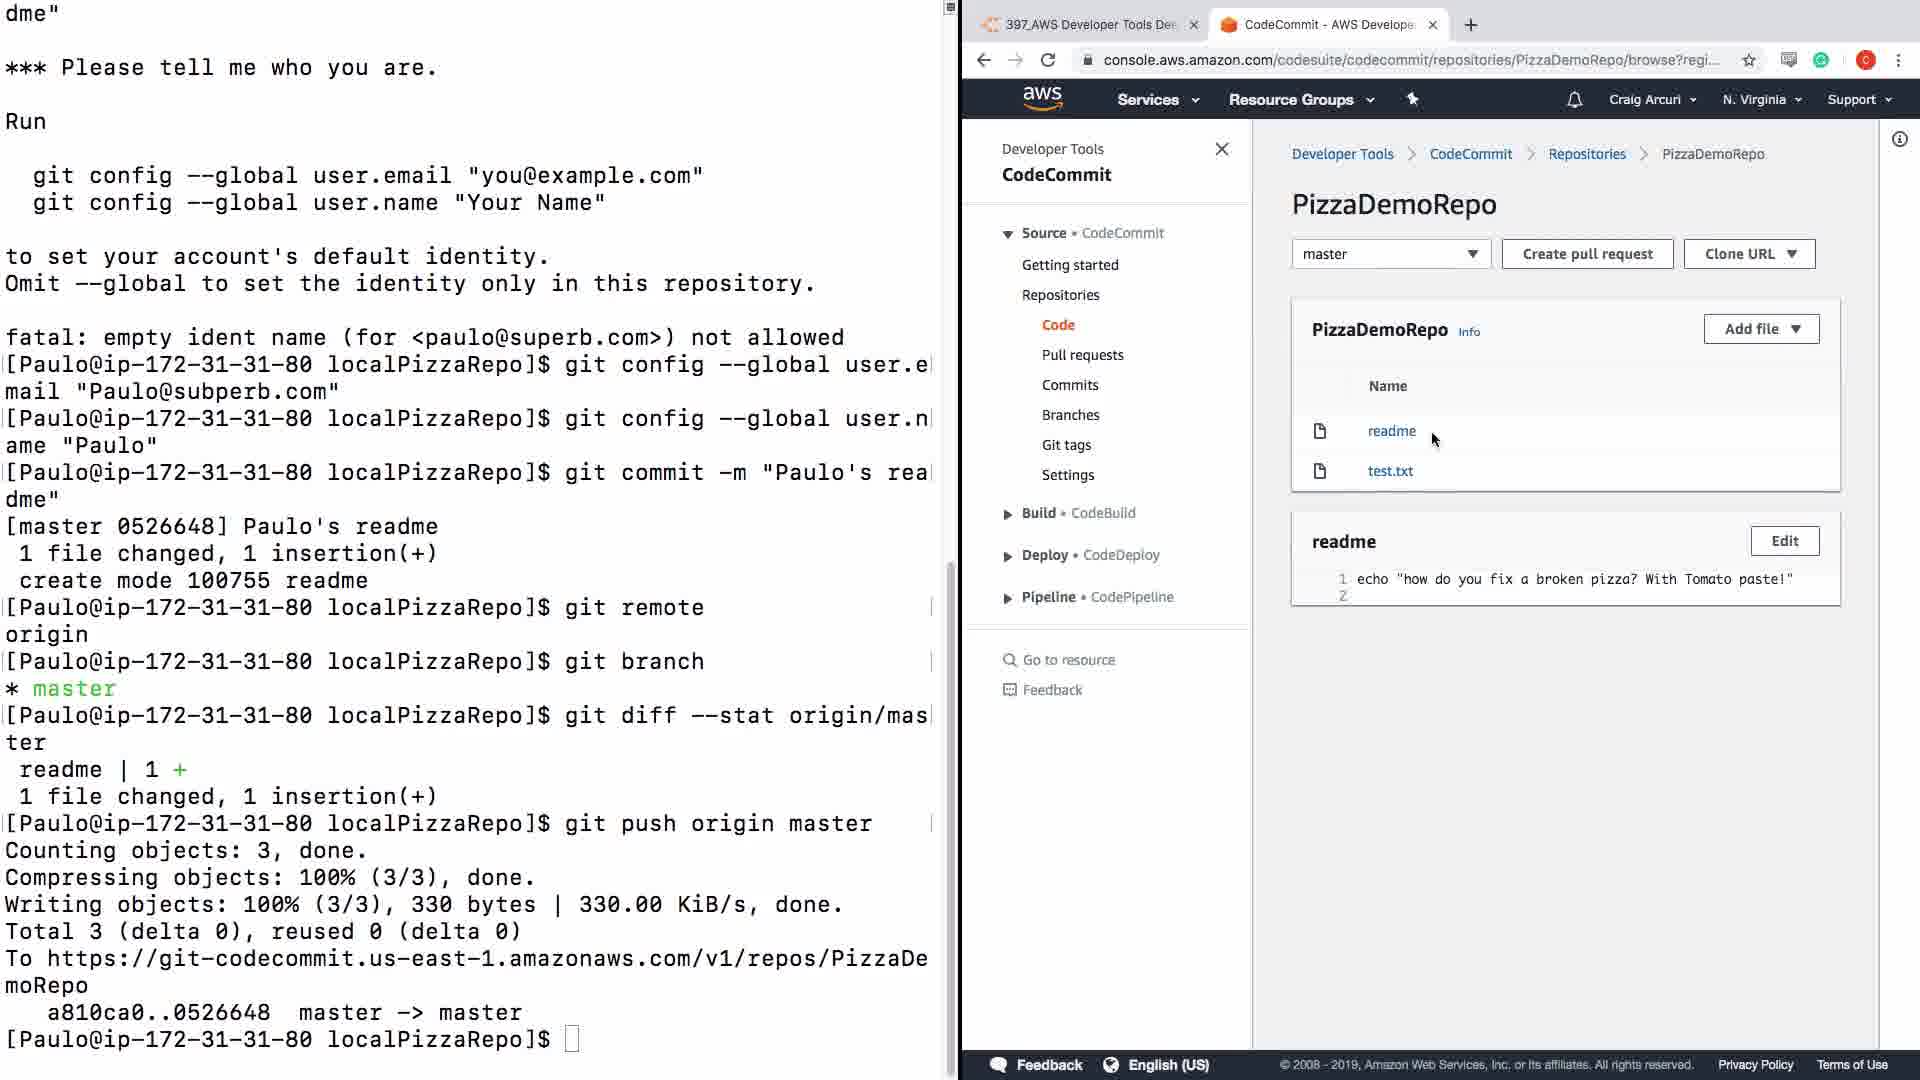 dme"
*** Please tell me who you are.
Run
git config --global user.email "you@example.com"
git config --global user.name "Your Name"
to set your account's default identity.
Omit --global to set the identity only in this repository.
fatal: empty ident name (for <paulo@superb.com>) not allowed
[Paulo@ip-172-31-31-80 localPizzaRepo]$ git config --global user.e
mail "Paulo@subperb.com"
[Paulo@ip-172-31-31-80 localPizzaRepo]$ git config --global user.n
ame "Paulo"
[Paulo@ip-172-31-31-80 localPizzaRepo]$ git commit -m "Paulo's rea
dme"
[master 0526648] Paulo's readme
1 file changed, 1 insertion(+)
create mode 100755 readme
[Paulo@ip-172-31-31-80 localPizzaRepo]$ git remote
origin
[Paulo@ip-172-31-31-80 localPizzaRepo]$ git branch
* master
[Paulo@ip-172-31-31-80 localPizzaRepo]$ git diff --stat origin/mas
ter
readme | 1 +
1 file changed, 1 insertion(+)
[Paulo@ip-172-31-31-80 localPizzaRepo]$ git push origin master
Counting objects: 3, done.
Compressing objects: 100% (3/3), done.
Writing objects: 100% (3/3), 330 bytes | 330.00 KiB/s, done.
Total 3 (delta 0), reused 0 (delta 0)
To https://git-codecommit.us-east-1.amazonaws.com/v1/repos/PizzaDe
moRepo
a810ca0..0526648 master -> master
[Paulo@ip-172-31-31-80 localPizzaRepo]$
397_AWS Developer Tools De
CodeCommit - AWS Develope
console.aws.amazon.com/codesuite/codecommit/repositories/PizzaDemoRepo/browse?regi...
C
aws
Services
Resource Groups
Craig Arcuri
N. Virginia
Support
Developer Tools
CodeCommit
Source • CodeCommit
Getting started
Repositories
Code
Pull requests
Commits
Branches
Git tags
Settings
Build • CodeBuild
Deploy • CodeDeploy
Pipeline • CodePipeline
Go to resource
Feedback
Developer Tools
CodeCommit
Repositories
PizzaDemoRepo
PizzaDemoRepo
master
Create pull request
Clone URL
PizzaDemoRepo Info
Add file
Name
readme
test.txt
readme
Edit
1 echo "how do you fix a broken pizza? With Tomato paste!"
2
Feedback
English (US)
© 2008 - 2019, Amazon Web Services, Inc. or its affiliates. All rights reserved.
Privacy Policy
Terms of Use